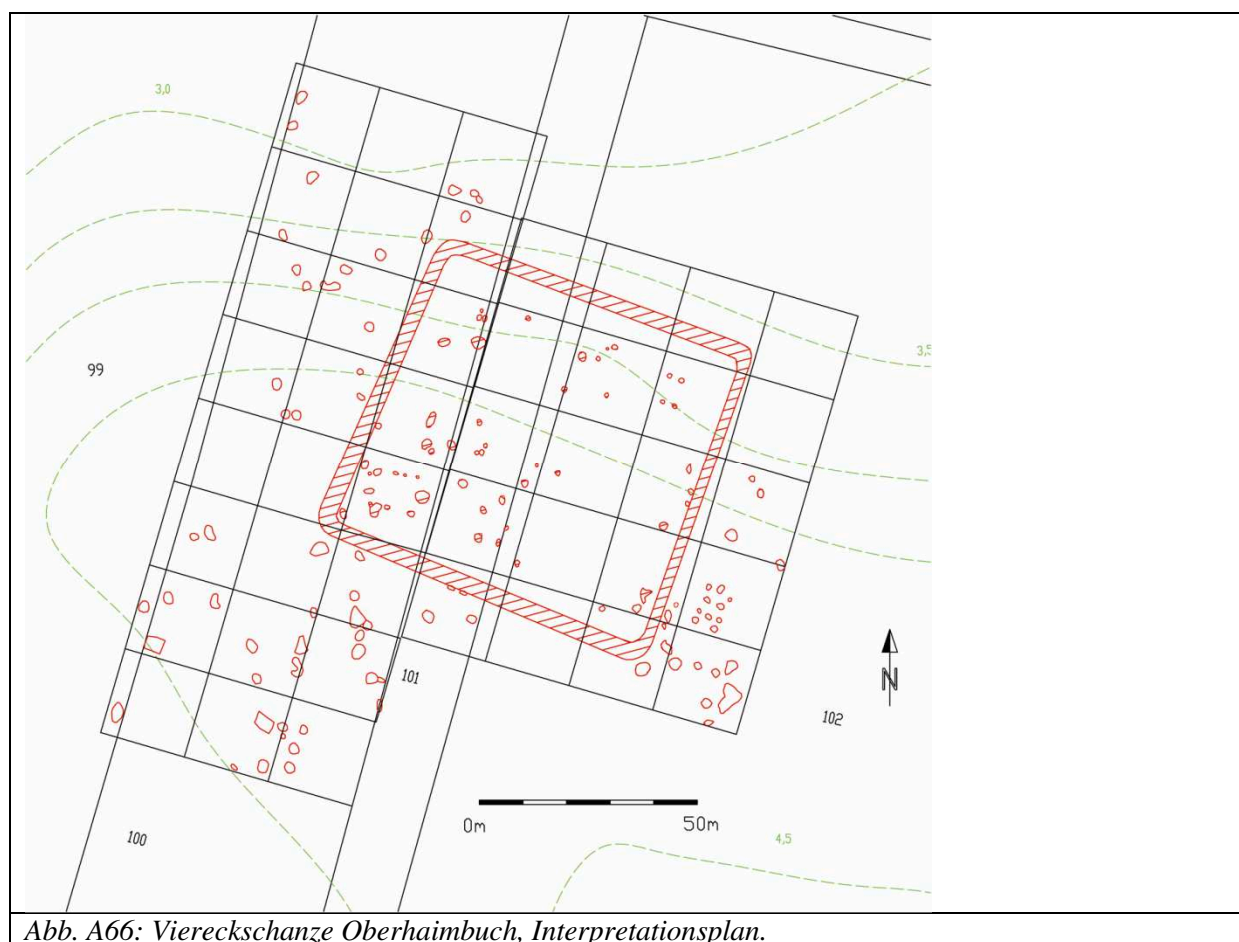 3,0
3,5
99
101
N
102
0m 50m
100
4,5
Abb. A66: Viereckschanze Oberhaimbuch, Interpretationsplan.